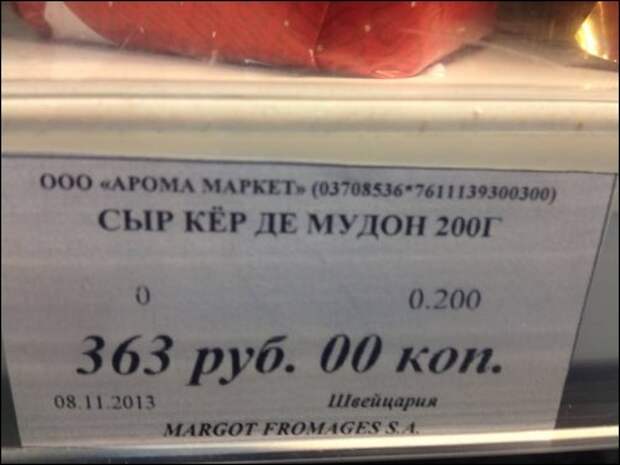 ООО «АРОМА МАРКЕТ» (03708536*7611139300300)
СЫР КЁР ДЕ МУДОН 200Г
0 0.200
363 руб. 00 коп.
08.11.2013 Швейцария
MARGOT FROMAGES S.A.